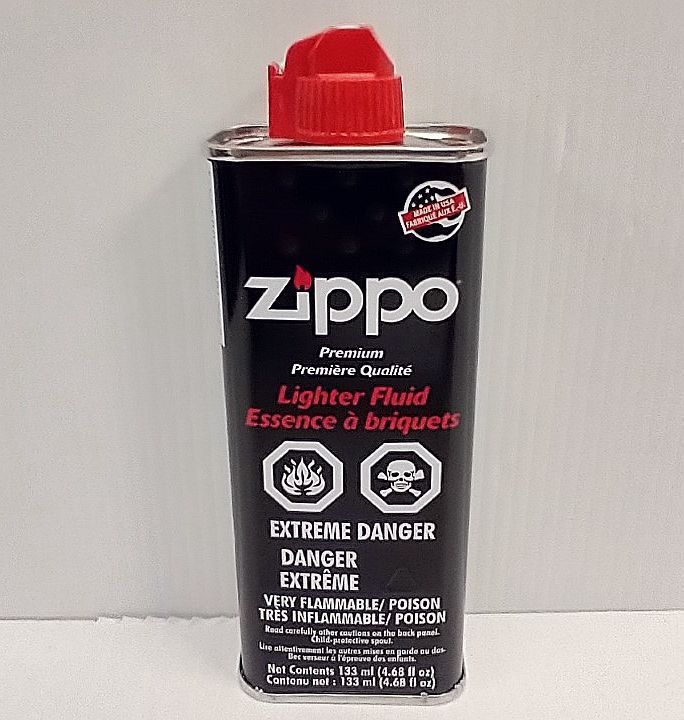 MADE IN USA
FABRIQUÉ AUX É.-U.
zippo
Premium
Première Qualité
Lighter Fluid
Essence à briquets
EXTREME DANGER
DANGER
EXTRÊME
VERY FLAMMABLE/ POISON
TRÈS INFLAMMABLE/ POISON
Read carefully other cautions on the back panel.
Child-protective spout.
Lire attentivement les autres mises en garde au dos.
Bec verseur à l'épreuve des enfants.
Net Contents 133 ml (4.68 fl oz)
Contenu net : 133 ml (4.68 fl oz)